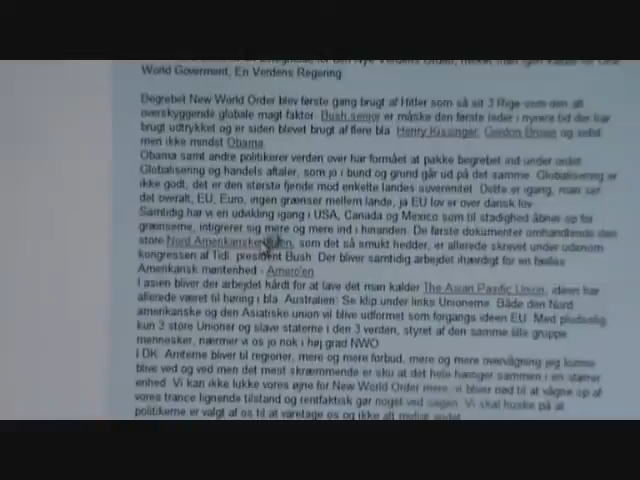 World Goverment, En Verdens Regering
Begrebet New World Order blev første gang brugt af Hitler som så sit 3 Rige som den alt
overskyggende globale magt faktor. Bush senior er måske den første leder i nyere tid der har
brugt udtrykket og er siden blevet brugt af flere bla. Henry Kissinger, Gordon Brown og sidst
men ikke mindst Obama.
Obama samt andre politikerer verden over har formået at pakke begrebet ind under ordet
Globalisering og handels aftaler, som jo i bund og grund går ud på det samme. Globalisering er
ikke godt, det er den største fjende mod enkelte landes suverenitet. Dette er igang, man ser
det overalt, EU, Euro, ingen grænser mellem lande, ja EU lov er over dansk lov.
Samtidig har vi en udvikling igang i USA, Canada og Mexico som til stadighed åbner op for
grænserne, intigrerer sig mere og mere ind i hinanden. De første dokumenter omhandlende den
store Nord Amerikanske, som det så smukt hedder, er allerede skrevet under udenom
kongressen af Tidl. president Bush. Der bliver samtidig arbejdet ihærdigt for en fælles
Amerikansk møntenhed - Amero'en
I asien bliver der arbejdet hårdt for at lave det man kalder The Asian Pasific Union, ideen har
allerede været til høring i bla. Australien. Se klip under links Unionerne. Både den Nord
amerikanske og den Asiatiske union vil blive udformet som forgangs ideen EU. Med pludselig
kun 3 store Unioner og slave staterne i den 3 verden, styret af den samme lille gruppe
mennesker, nærmer vi os jo nok i høj grad NWO
I DK. Amterne bliver til regioner, mere og mere forbud, mere og mere overvågning jeg kunne
blive ved og ved men det mest skræmmende er sku at det hele hænger sammen i en større
enhed. Vi kan ikke lukke vores øjne for New World Order mere, vi bliver nød til at vågne op af
vores trance lignende tilstand og rentfaktisk gør noget ved sagen. Vi skal huske på at
politikerne er valgt af os til at varetage os og ikke alt